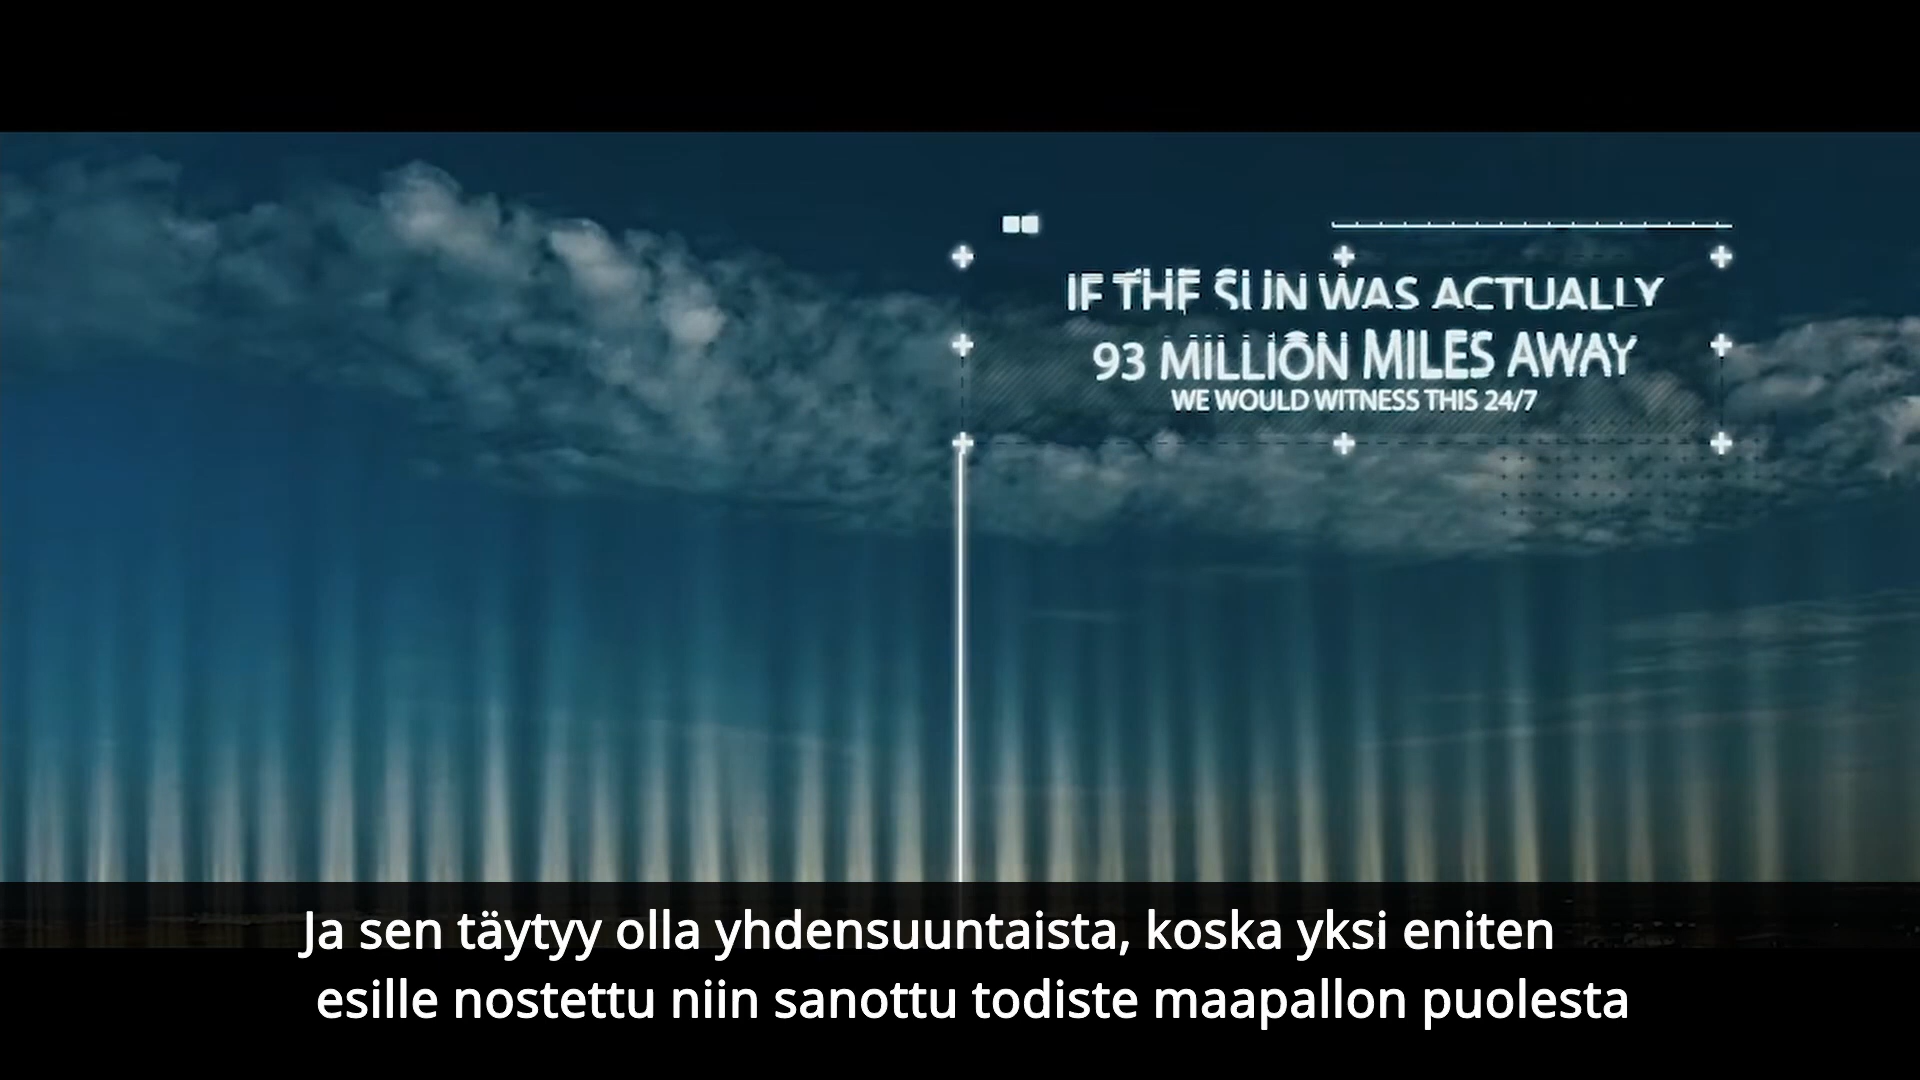 IF THE SUN WAS ACTUALLY
93 MILLION MILES AWAY
WE WOULD WITNESS THIS 24/7
Ja sen täytyy olla yhdensuuntaista, koska yksi eniten
esille nostettu niin sanottu todiste maapallon puolesta